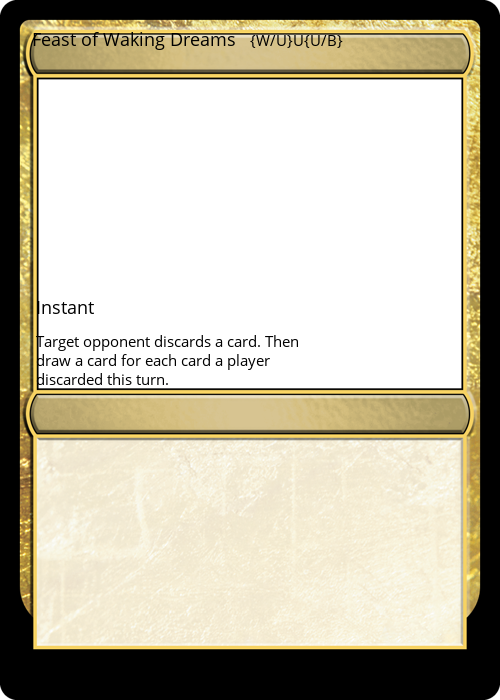 Feast of Waking Dreams {W/U}U{U/B}
Instant
Target opponent discards a card. Then
draw a card for each card a player
discarded this turn.